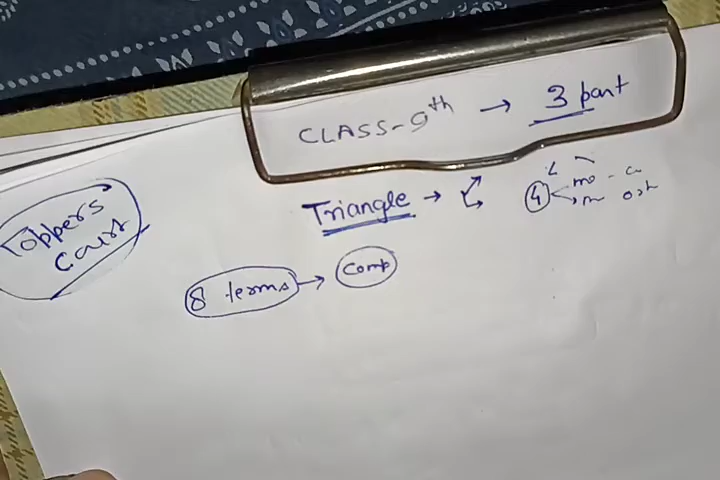 CLASS-9th → 3 part
Toppers
Court
Triangle →
4
8 terms → comp